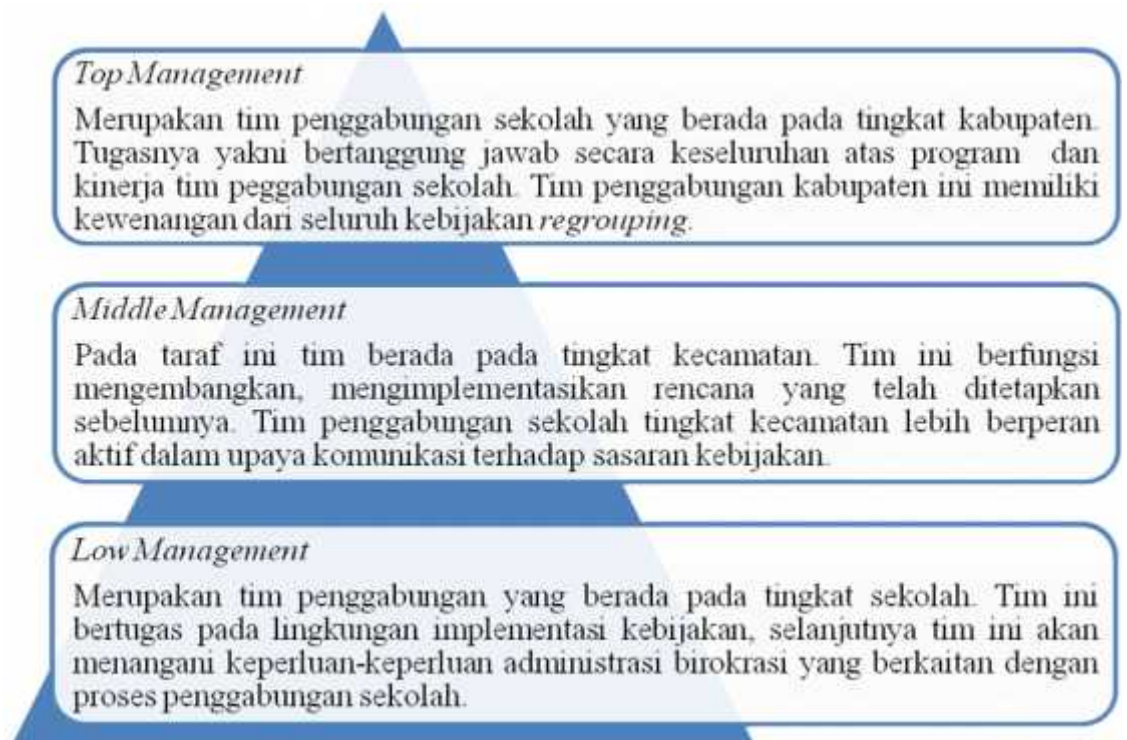 Top Management
Merupakan tim penggabungan sekolah yang berada pada tingkat kabupaten.
Tugasnya yakni bertanggung jawab secara keseluruhan atas program dan
kinerja tim peggabungan sekolah. Tim penggabungan kabupaten ini memiliki
kewenangan dari seluruh kebijakan regrouping.
Middle Management
Pada taraf ini tim berada pada tingkat kecamatan. Tim ini berfungsi
mengembangkan, mengimplementasikan rencana yang telah ditetapkan
sebelumnya. Tim penggabungan sekolah tingkat kecamatan lebih berperan
aktif dalam upaya komunikasi terhadap sasaran kebijakan.
Low Management
Merupakan tim penggabungan yang berada pada tingkat sekolah. Tim ini
bertugas pada lingkungan implementasi kebijakan, selanjutnya tim ini akan
menangani keperluan-keperluan administrasi birokrasi yang berkaitan dengan
proses penggabungan sekolah.